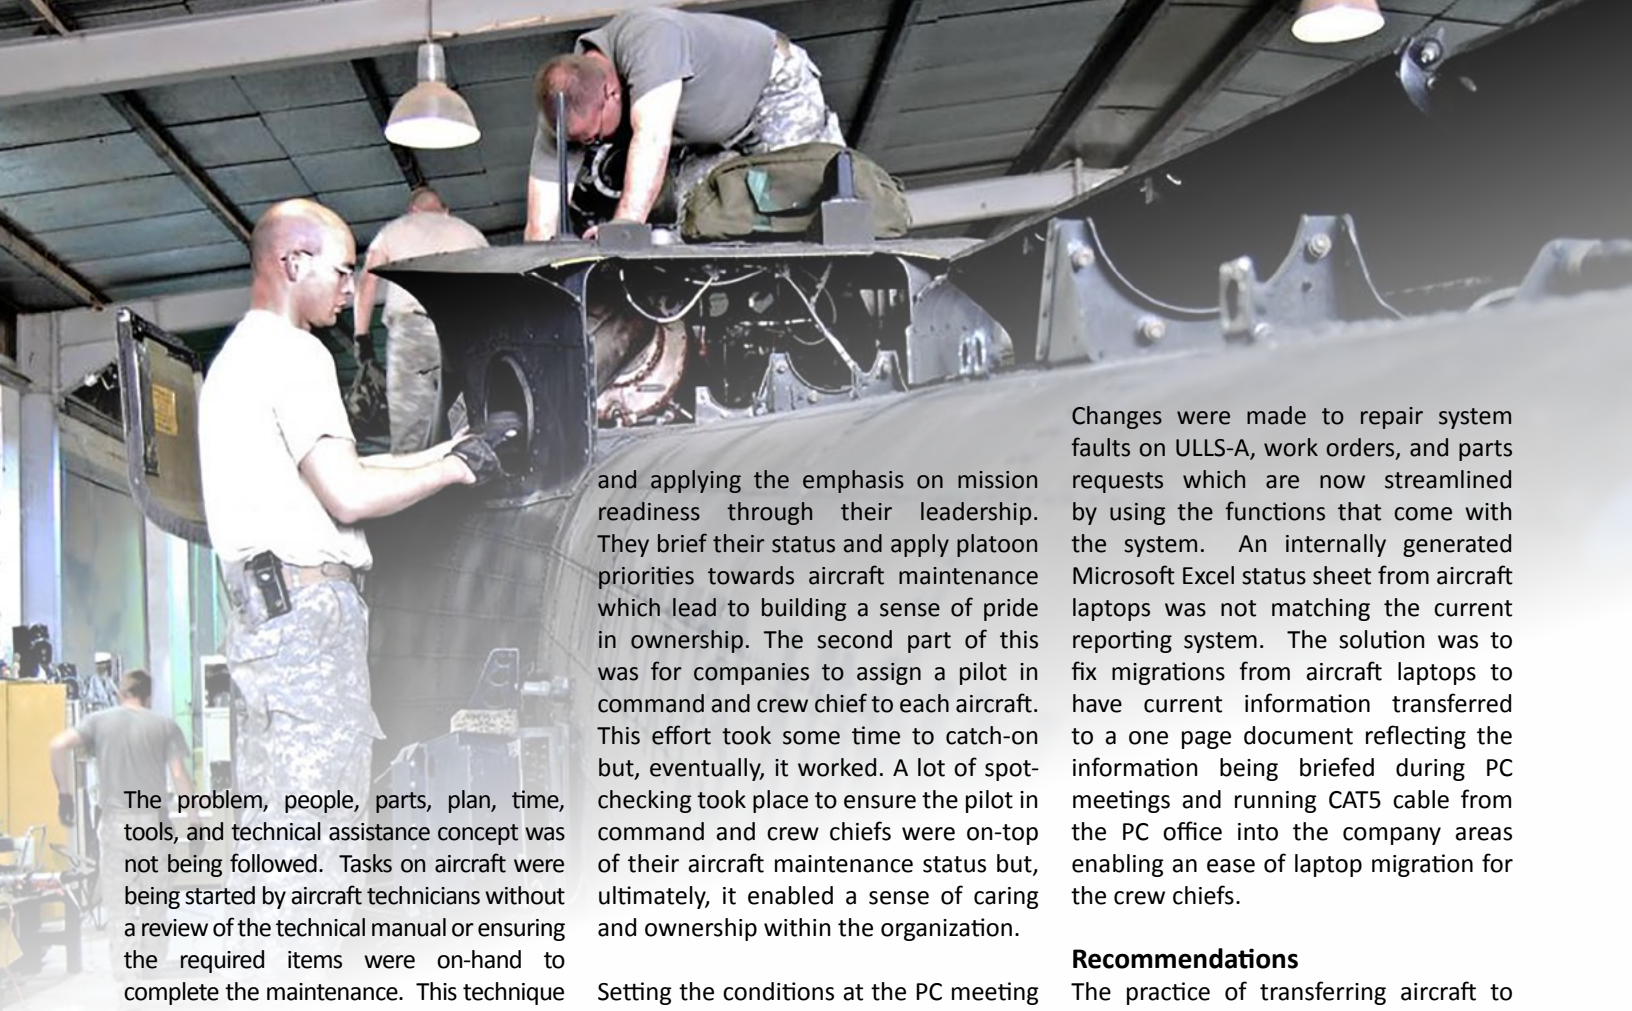 The problem, people, parts, plan, time,
tools, and technical assistance concept was
not being followed.  Tasks on aircraft were
being started by aircraft technicians without
a review of the technical manual or ensuring
the required items were on-hand to
complete the maintenance.  This technique
and applying the emphasis on mission
readiness through their leadership.
They brief their status and apply platoon
priorities towards aircraft maintenance
which lead to building a sense of pride
in ownership. The second part of this
was for companies to assign a pilot in
command and crew chief to each aircraft.
This effort took some time to catch-on
but, eventually, it worked. A lot of spot-
checking took place to ensure the pilot in
command and crew chiefs were on-top
of their aircraft maintenance status but,
ultimately, it enabled a sense of caring
and ownership within the organization.
Setting the conditions at the PC meeting
Changes were made to repair system
faults on ULLS-A, work orders, and parts
requests which are now streamlined
by using the functions that come with
the system.  An internally generated
Microsoft Excel status sheet from aircraft
laptops was not matching the current
reporting system.  The solution was to
fix migrations from aircraft laptops to
have current information transferred
to a one page document reflecting the
information being briefed during PC
meetings and running CAT5 cable from
the PC office into the company areas
enabling an ease of laptop migration for
the crew chiefs.
Recommendations
The practice of transferring aircraft to